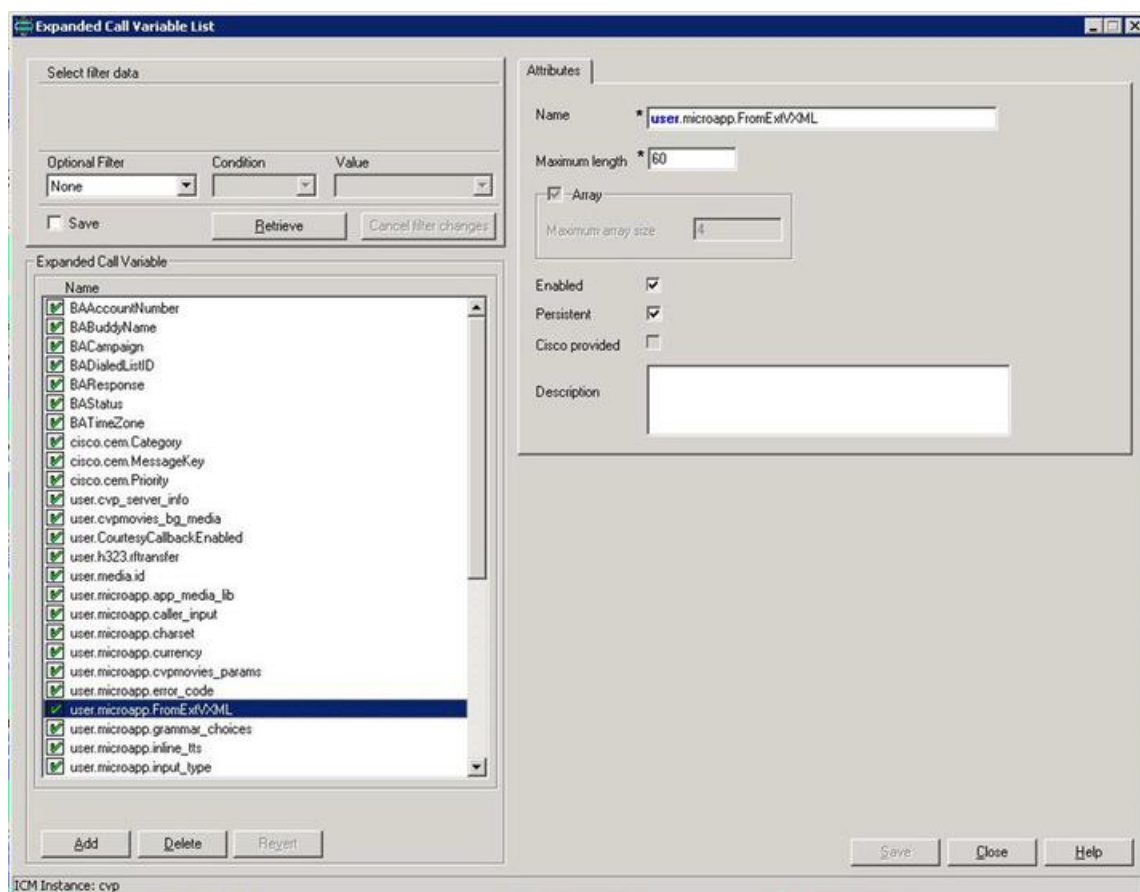 Expanded Call Variable List
Select filter data
Optional Filter Condition Value
None
Save Retrieve Cancel filter changes
Expanded Call Variable
Name
BAAccountNumber
BABuddyName
BACampaign
BADialedListID
BAResponse
BAStatus
BATimeZone
cisco.cem.Category
cisco.cem.MessageKey
cisco.cem.Priority
user.cvp_server_info
user.cvpmovies_bg_media
user.CourtesyCallbackEnabled
user.h323.rftransfer
user.media.id
user.microapp.app_media_lib
user.microapp.caller_input
user.microapp.charset
user.microapp.currency
user.microapp.cvpmovies_params
user.microapp.error_code
user.microapp.FromExtVXML
user.microapp.grammar_choices
user.microapp.inline_tts
user.microapp.input_type
Add Delete Revert
Attributes
Name * user.microapp.FromExtVXML
Maximum length * 60
Array
Maximum array size 4
Enabled
Persistent
Cisco provided
Description
Save Close Help
ICM Instance: cvp